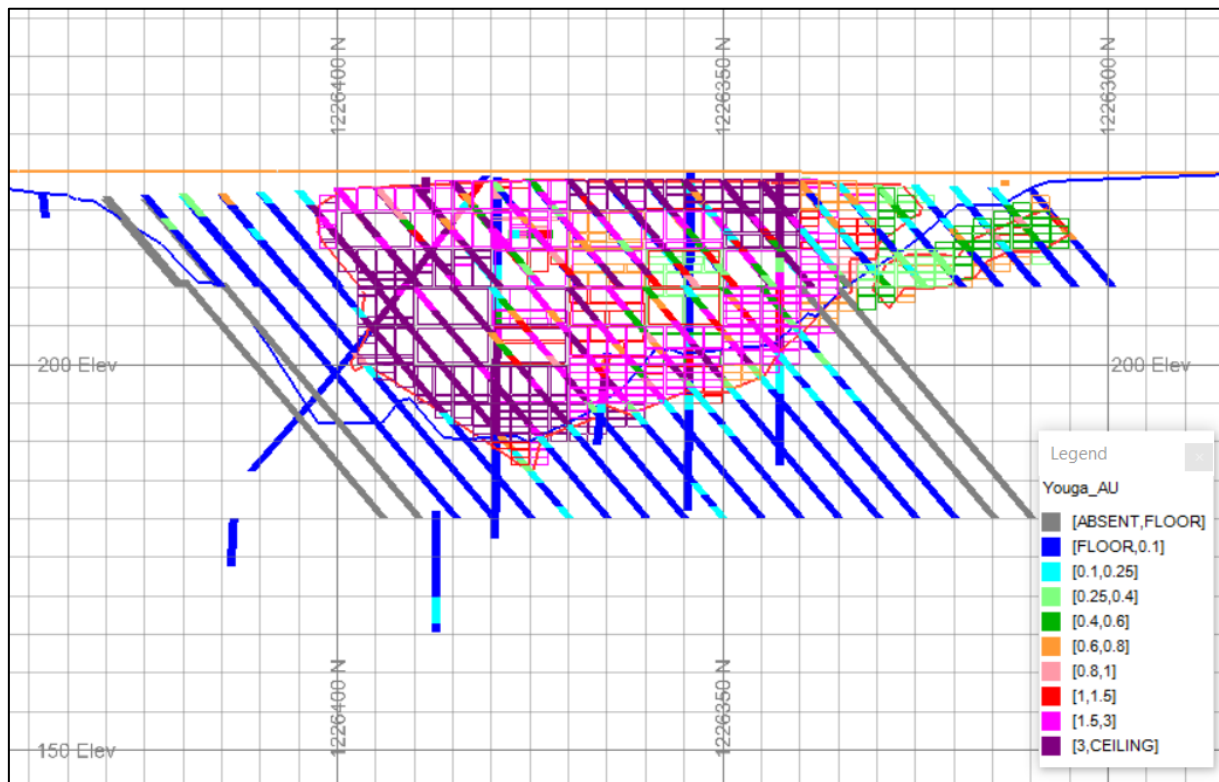 1226400 N
1226350 N
1226300 N
200 Elev
200 Elev
Legend
Youga_AU
[ABSENT,FLOOR]
[FLOOR,0.1]
[0.1,0.25]
[0.25,0.4]
[0.4,0.6]
[0.6,0.8]
[0.8,1]
[1,1.5]
[1.5,3]
[3,CEILING]
1226400 N
1226350 N
150 Elev